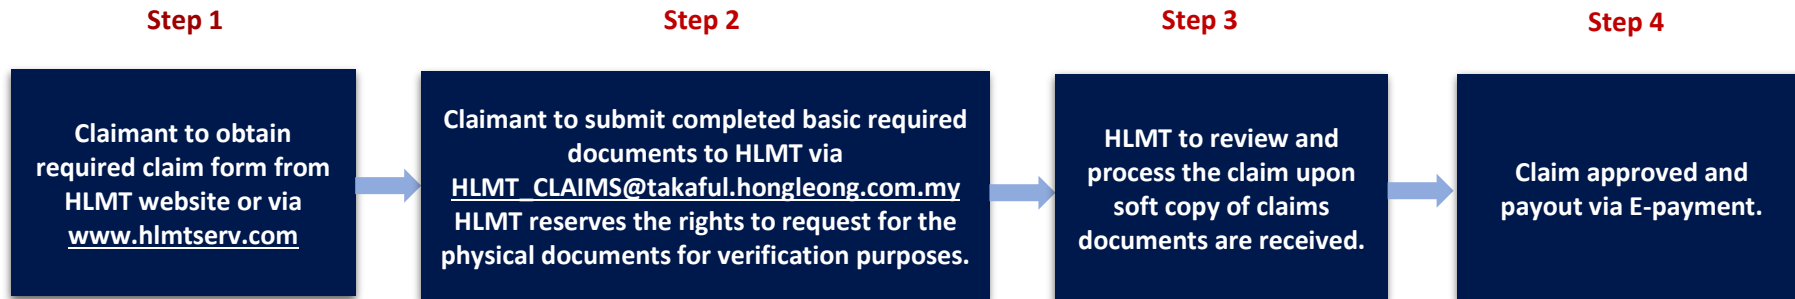 Step 1
Claimant to obtain
required claim form from
HLMT website or via
www.hlmtserv.com
Step 2
Claimant to submit completed basic required
documents to HLMT via
HLMT_CLAIMS@takaful.hongleong.com.my
HLMT reserves the rights to request for the
physical documents for verification purposes.
Step 3
HLMT to review and
process the claim upon
soft copy of claims
documents are received.
Step 4
Claim approved and
payout via E-payment.